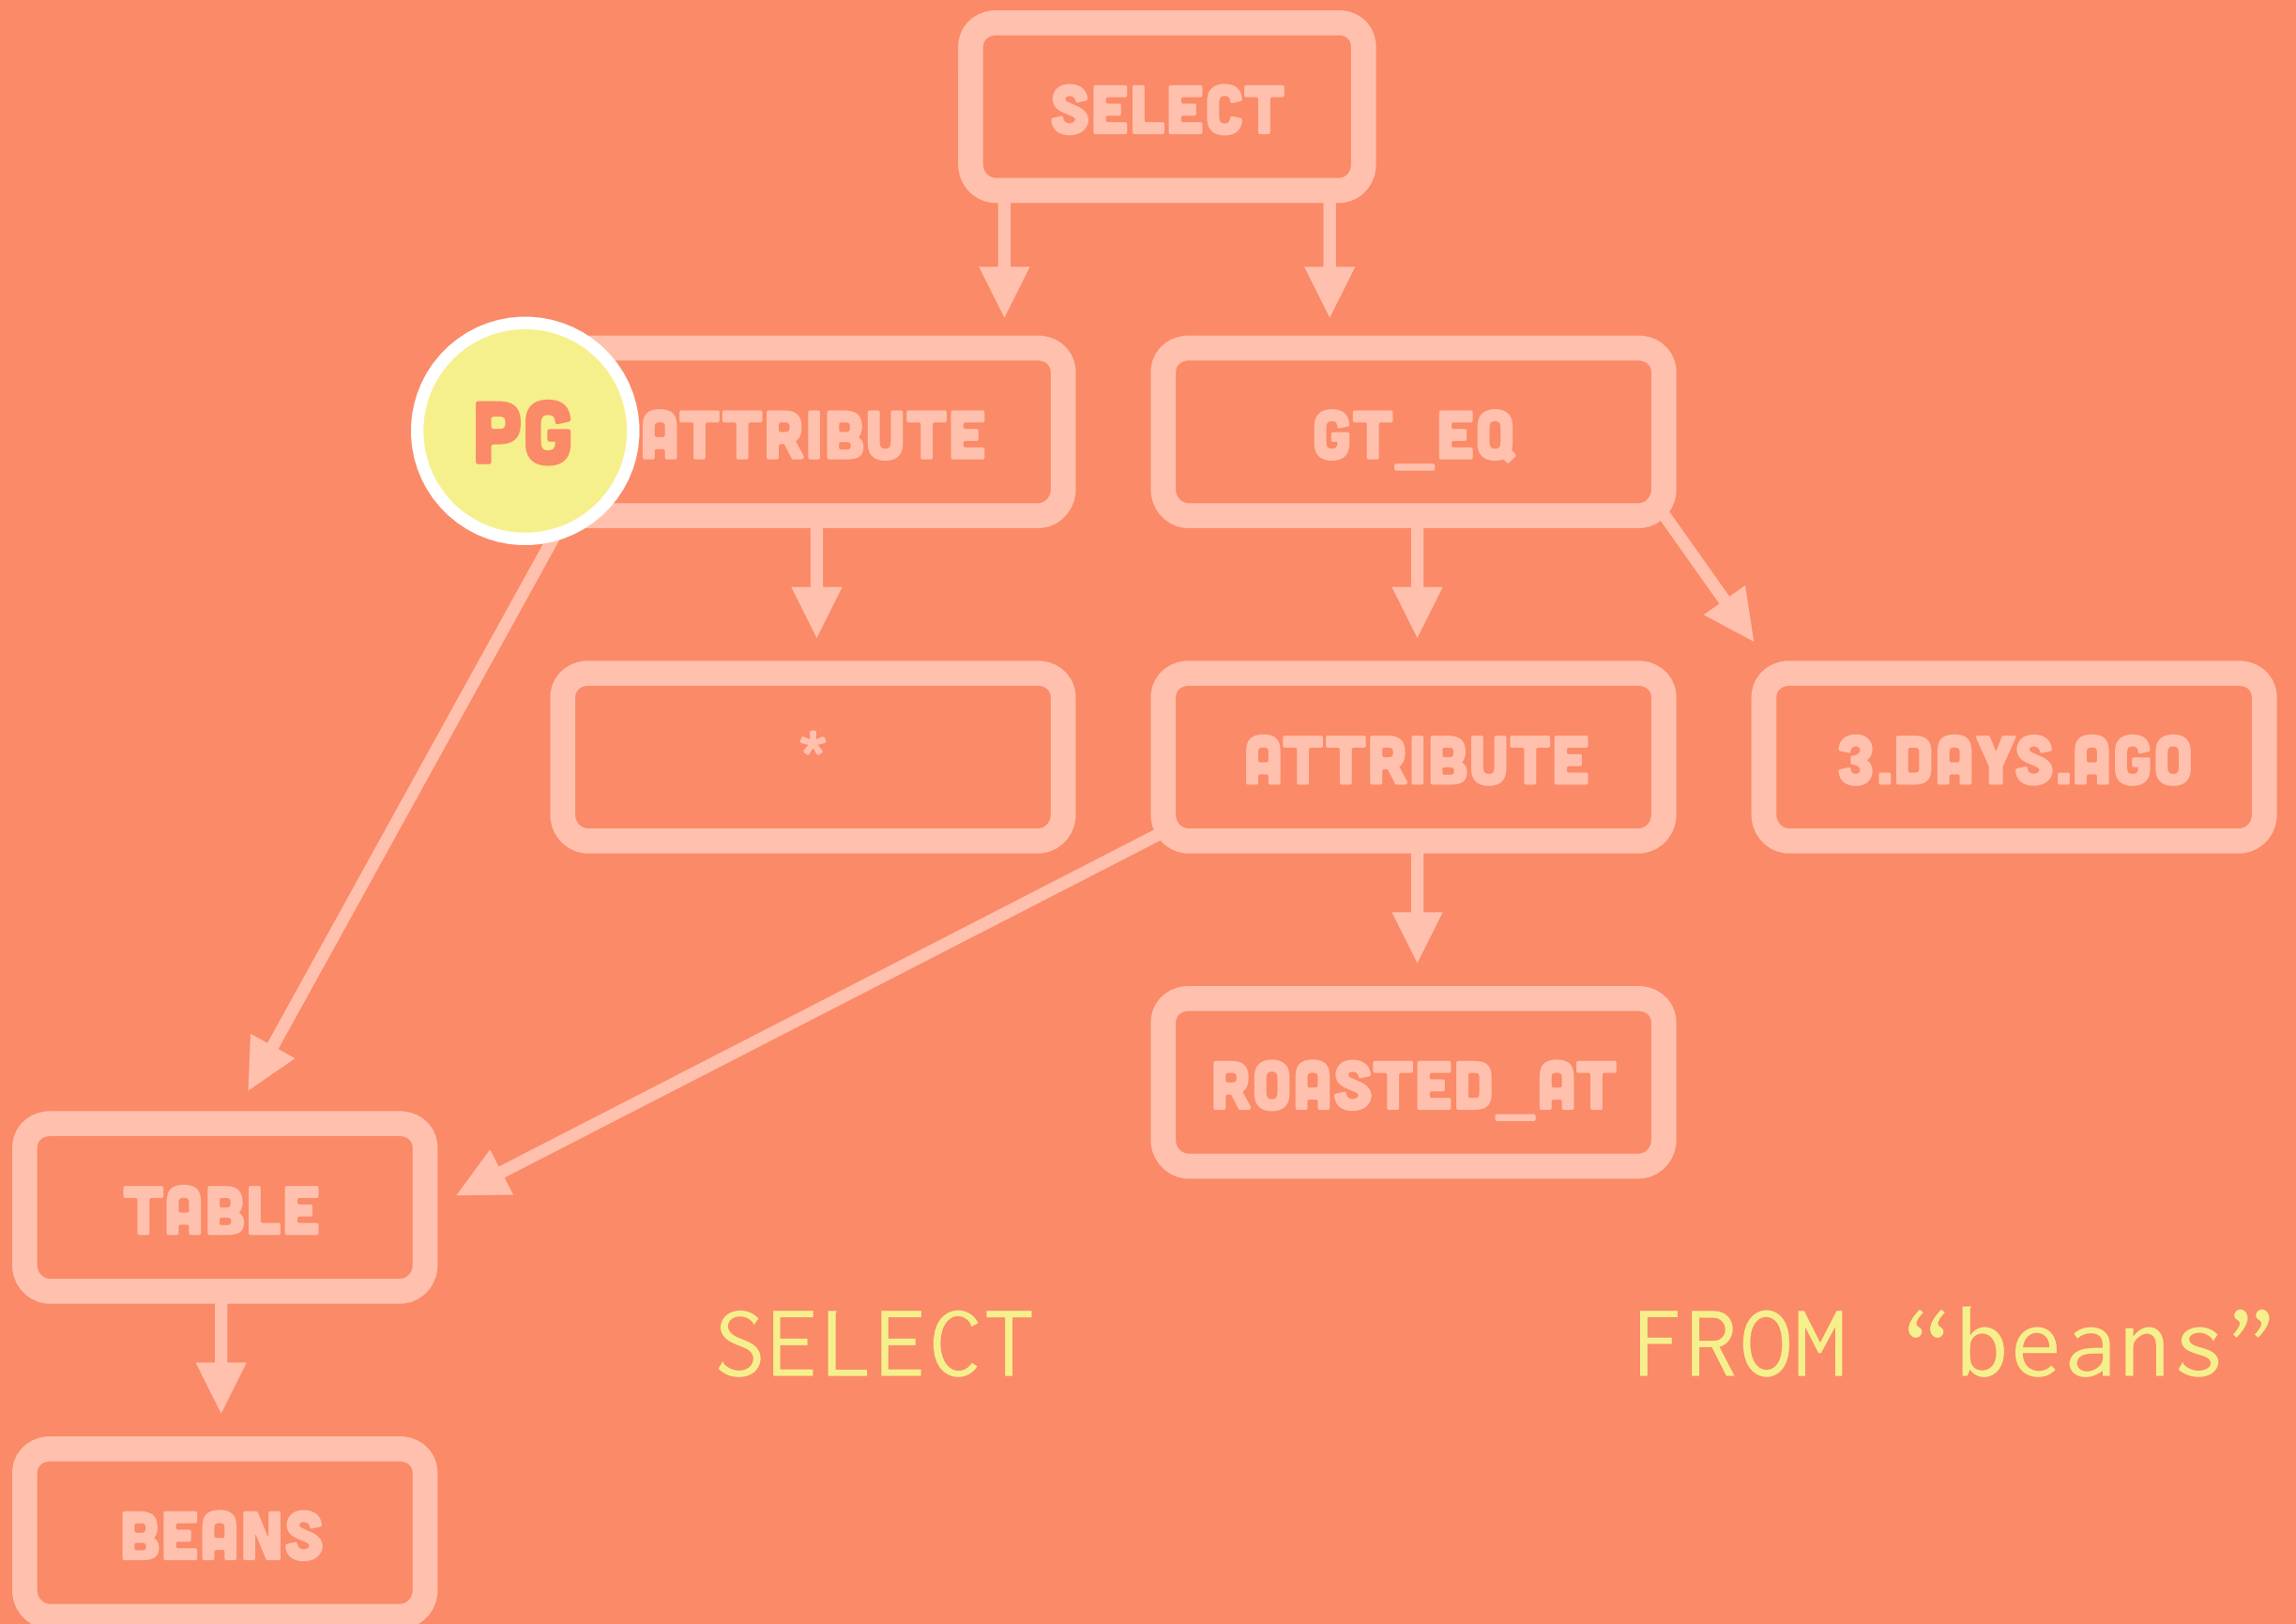 SELECT
PG
ATTRIBUTE
GT_EQ
*
ATTRIBUTE
3.DAYS.AGO
ROASTED_AT
TABLE
SELECT FROM “beans”
BEANS